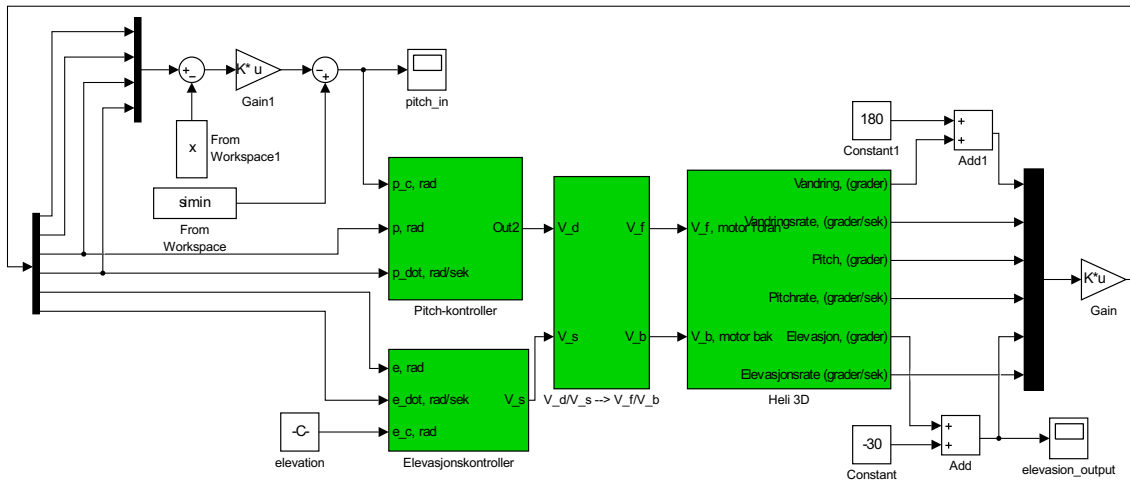 K* u
Gain1
pitch_in
x
From
Workspace1
simin
From
Workspace
p_c, rad
p, rad
p_dot, rad/sek
Out2
Pitch-kontroller
e, rad
e_dot, rad/sek
e_c, rad
V_s
Elevasjonskontroller
-C-
elevation
V_d
V_s
V_f
V_b
V_d/V_s --> V_f/V_b
V_f, motor foran
V_b, motor bak
Vandring, (grader)
Vandringsrate, (grader/sek)
Pitch, (grader)
Pitchrate, (grader/sek)
Elevasjon, (grader)
Elevasjonsrate (grader/sek)
Heli 3D
180
Constant1
+
+
Add1
-30
Constant
+
+
Add
elevasion_output
K*u
Gain